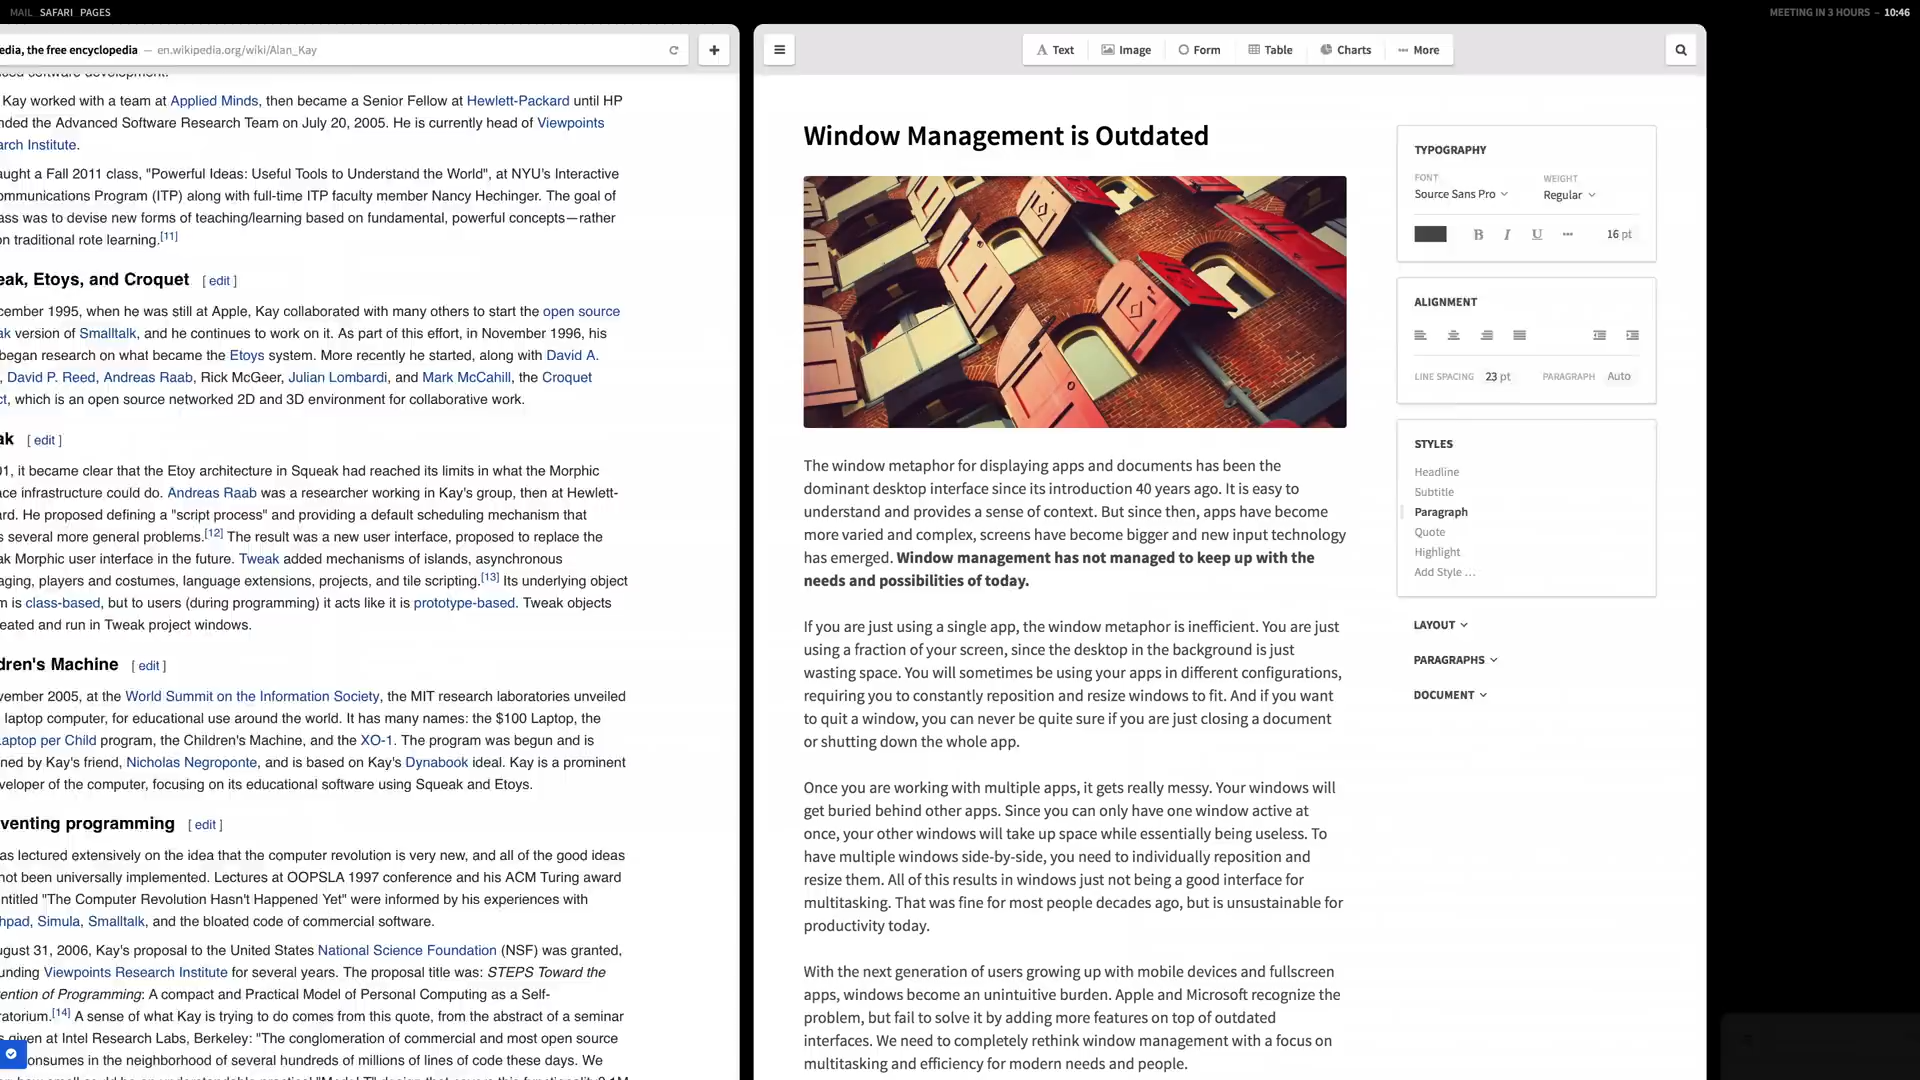 MAIL SAFARI PAGES
MEETING IN 3 HOURS – 10:46
edia, the free encyclopedia — en.wikipedia.org/wiki/Alan_Kay
Kay worked with a team at Applied Minds, then became a Senior Fellow at Hewlett-Packard until HP
nded the Advanced Software Research Team on July 20, 2005. He is currently head of Viewpoints
arch Institute.
aught a Fall 2011 class, "Powerful Ideas: Useful Tools to Understand the World", at NYU's Interactive
ommunications Program (ITP) along with full-time ITP faculty member Nancy Hechinger. The goal of
ass was to devise new forms of teaching/learning based on fundamental, powerful concepts—rather
on traditional rote learning.[11]
eak, Etoys, and Croquet [ edit ]
cember 1995, when he was still at Apple, Kay collaborated with many others to start the open source
ak version of Smalltalk, and he continues to work on it. As part of this effort, in November 1996, his
began research on what became the Etoys system. More recently he started, along with David A.
, David P. Reed, Andreas Raab, Rick McGeer, Julian Lombardi, and Mark McCahill, the Croquet
ct, which is an open source networked 2D and 3D environment for collaborative work.
ak [ edit ]
01, it became clear that the Etoy architecture in Squeak had reached its limits in what the Morphic
ace infrastructure could do. Andreas Raab was a researcher working in Kay's group, then at Hewlett-
ard. He proposed defining a "script process" and providing a default scheduling mechanism that
s several more general problems.[12] The result was a new user interface, proposed to replace the
ak Morphic user interface in the future. Tweak added mechanisms of islands, asynchronous
aging, players and costumes, language extensions, projects, and tile scripting.[13] Its underlying object
m is class-based, but to users (during programming) it acts like it is prototype-based. Tweak objects
eated and run in Tweak project windows.
dren's Machine [ edit ]
vember 2005, at the World Summit on the Information Society, the MIT research laboratories unveiled
laptop computer, for educational use around the world. It has many names: the $100 Laptop, the
Laptop per Child program, the Children's Machine, and the XO-1. The program was begun and is
ned by Kay's friend, Nicholas Negroponte, and is based on Kay's Dynabook ideal. Kay is a prominent
veloper of the computer, focusing on its educational software using Squeak and Etoys.
venting programming [ edit ]
as lectured extensively on the idea that the computer revolution is very new, and all of the good ideas
not been universally implemented. Lectures at OOPSLA 1997 conference and his ACM Turing award
ntitled "The Computer Revolution Hasn't Happened Yet" were informed by his experiences with
hpad, Simula, Smalltalk, and the bloated code of commercial software.
ugust 31, 2006, Kay's proposal to the United States National Science Foundation (NSF) was granted,
unding Viewpoints Research Institute for several years. The proposal title was: STEPS Toward the
ention of Programming: A compact and Practical Model of Personal Computing as a Self-
ratorium.[14] A sense of what Kay is trying to do comes from this quote, from the abstract of a seminar
s given at Intel Research Labs, Berkeley: "The conglomeration of commercial and most open source
onsumes in the neighborhood of several hundreds of millions of lines of code these days. We
Text Image Form Table Charts More
Window Management is Outdated
The window metaphor for displaying apps and documents has been the
dominant desktop interface since its introduction 40 years ago. It is easy to
understand and provides a sense of context. But since then, apps have become
more varied and complex, screens have become bigger and new input technology
has emerged. Window management has not managed to keep up with the
needs and possibilities of today.
If you are just using a single app, the window metaphor is inefficient. You are just
using a fraction of your screen, since the desktop in the background is just
wasting space. You will sometimes be using your apps in different configurations,
requiring you to constantly reposition and resize windows to fit. And if you want
to quit a window, you can never be quite sure if you are just closing a document
or shutting down the whole app.
Once you are working with multiple apps, it gets really messy. Your windows will
get buried behind other apps. Since you can only have one window active at
once, your other windows will take up space while essentially being useless. To
have multiple windows side-by-side, you need to individually reposition and
resize them. All of this results in windows just not being a good interface for
multitasking. That was fine for most people decades ago, but is unsustainable for
productivity today.
With the next generation of users growing up with mobile devices and fullscreen
apps, windows become an unintuitive burden. Apple and Microsoft recognize the
problem, but fail to solve it by adding more features on top of outdated
interfaces. We need to completely rethink window management with a focus on
multitasking and efficiency for modern needs and people.
TYPOGRAPHY
FONT WEIGHT
Source Sans Pro Regular
B I U 16 pt
ALIGNMENT
LINE SPACING 23 pt PARAGRAPH Auto
STYLES
Headline
Subtitle
Paragraph
Quote
Highlight
Add Style ...
LAYOUT
PARAGRAPHS
DOCUMENT